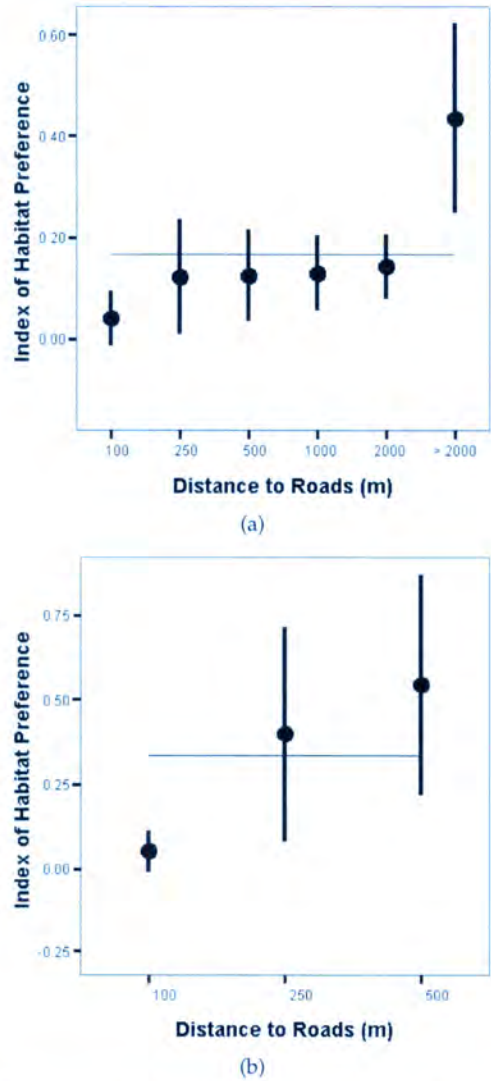 0.60
0.40
0.20
0.00
Index of Habitat Preference
100 250 500 1000 2000 > 2000
Distance to Roads (m)
(a)
0.75
0.50
0.25
0.00
-0.25
Index of Habitat Preference
100 250 500
Distance to Roads (m)
(b)